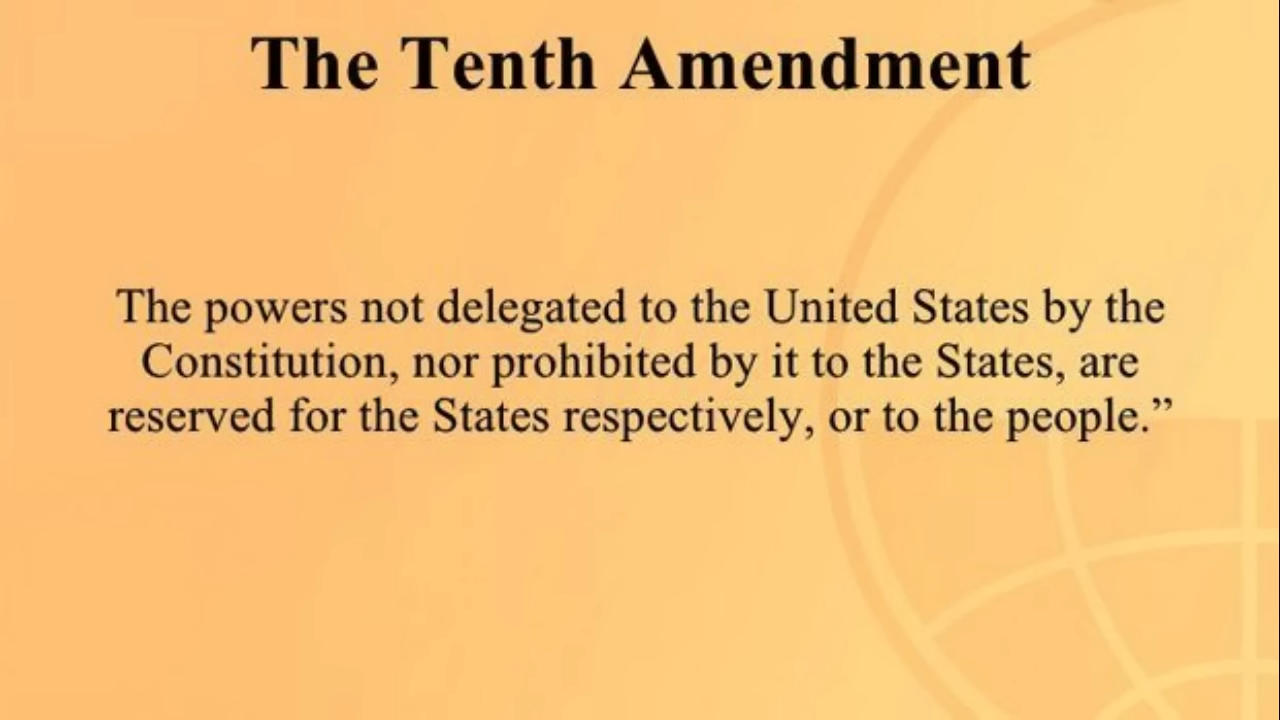 The Tenth Amendment
The powers not delegated to the United States by the
Constitution, nor prohibited by it to the States, are
reserved for the States respectively, or to the people.”